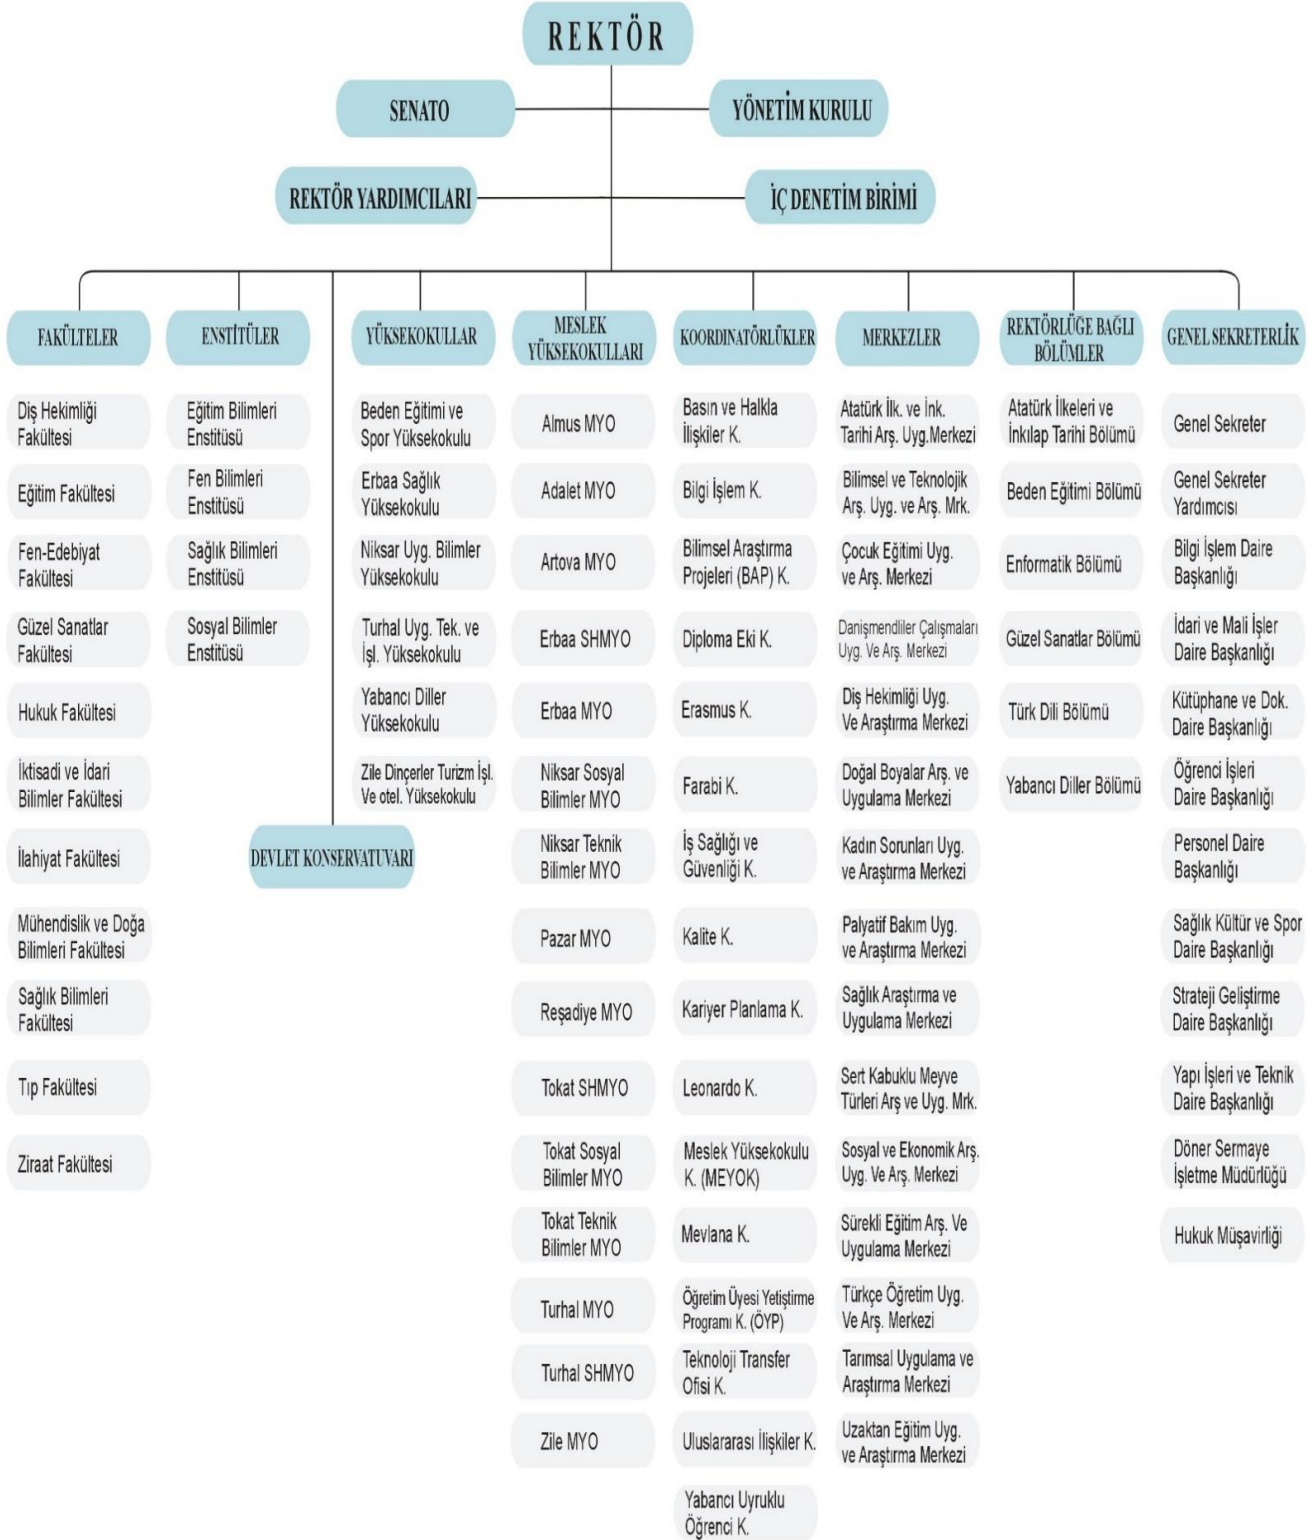 REKTÖR
SENATO
YÖNETİM KURULU
REKTÖR YARDIMCILARI
İÇ DENETİM BİRİMİ
FAKÜLTELER
Diş Hekimliği
Fakültesi
Eğitim Fakültesi
Fen-Edebiyat
Fakültesi
Güzel Sanatlar
Fakültesi
Hukuk Fakültesi
İktisadi ve İdari
Bilimler Fakültesi
İlahiyat Fakültesi
Mühendislik ve Doğa
Bilimleri Fakültesi
Sağlık Bilimleri
Fakültesi
Tıp Fakültesi
Ziraat Fakültesi
ENSTİTÜLER
Eğitim Bilimleri
Enstitüsü
Fen Bilimleri
Enstitüsü
Sağlık Bilimleri
Enstitüsü
Sosyal Bilimler
Enstitüsü
DEVLET KONSERVATUVARI
YÜKSEKOKULLAR
Beden Eğitimi ve
Spor Yüksekokulu
Erbaa Sağlık
Yüksekokulu
Niksar Uyg. Bilimler
Yüksekokulu
Turhal Uyg. Tek. ve
İşl. Yüksekokulu
Yabancı Diller
Yüksekokulu
Zile Dinçerler Turizm İşl.
Ve otel. Yüksekokulu
MESLEK
YÜKSEKOKULLARI
Almus MYO
Adalet MYO
Artova MYO
Erbaa SHMYO
Erbaa MYO
Niksar Sosyal
Bilimler MYO
Niksar Teknik
Bilimler MYO
Pazar MYO
Reşadiye MYO
Tokat SHMYO
Tokat Sosyal
Bilimler MYO
Tokat Teknik
Bilimler MYO
Turhal MYO
Turhal SHMYO
Zile MYO
KOORDINATÖRLÜKLER
Basın ve Halkla
İlişkiler K.
Bilgi İşlem K.
Bilimsel Araştırma
Projeleri (BAP) K.
Diploma Eki K.
Erasmus K.
Farabi K.
İş Sağlığı ve
Güvenliği K.
Kalite K.
Kariyer Planlama K.
Leonardo K.
Meslek Yüksekokulu
K. (MEYOK)
Mevlana K.
Öğretim Üyesi Yetiştirme
Programı K. (ÖYP)
Teknoloji Transfer
Ofisi K.
Uluslararası İlişkiler K.
Yabancı Uyruklu
Öğrenci K.
MERKEZLER
Atatürk İlk. ve İnk.
Tarihi Arş. Uyg.Merkezi
Bilimsel ve Teknolojik
Arş. Uyg. ve Arş. Mrk.
Çocuk Eğitimi Uyg.
ve Arş. Merkezi
Danişmendliler Çalışmaları
Uyg. Ve Arş. Merkezi
Diş Hekimliği Uyg.
Ve Araştırma Merkezi
Doğal Boyalar Arş. ve
Uygulama Merkezi
Kadın Sorunları Uyg.
ve Araştırma Merkezi
Palyatif Bakım Uyg.
ve Araştırma Merkezi
Sağlık Araştırma ve
Uygulama Merkezi
Sert Kabuklu Meyve
Türleri Arş ve Uyg. Mrk.
Sosyal ve Ekonomik Arş.
Uyg. Ve Arş. Merkezi
Sürekli Eğitim Arş. Ve
Uygulama Merkezi
Türkçe Öğretim Uyg.
Ve Arş. Merkezi
Tarımsal Uygulama ve
Araştırma Merkezi
Uzaktan Eğitim Uyg.
ve Araştırma Merkezi
REKTÖRLÜĞE BAĞLI
BÖLÜMLER
Atatürk İlkeleri ve
İnkılap Tarihi Bölümü
Beden Eğitimi Bölümü
Enformatik Bölümü
Güzel Sanatlar Bölümü
Türk Dili Bölümü
Yabancı Diller Bölümü
GENEL SEKRETERLİK
Genel Sekreter
Genel Sekreter
Yardımcısı
Bilgi İşlem Daire
Başkanlığı
İdari ve Mali İşler
Daire Başkanlığı
Kütüphane ve Dok.
Daire Başkanlığı
Öğrenci İşleri
Daire Başkanlığı
Personel Daire
Başkanlığı
Sağlık Kültür ve Spor
Daire Başkanlığı
Strateji Geliştirme
Daire Başkanlığı
Yapı İşleri ve Teknik
Daire Başkanlığı
Döner Sermaye
İşletme Müdürlüğü
Hukuk Müşavirliği